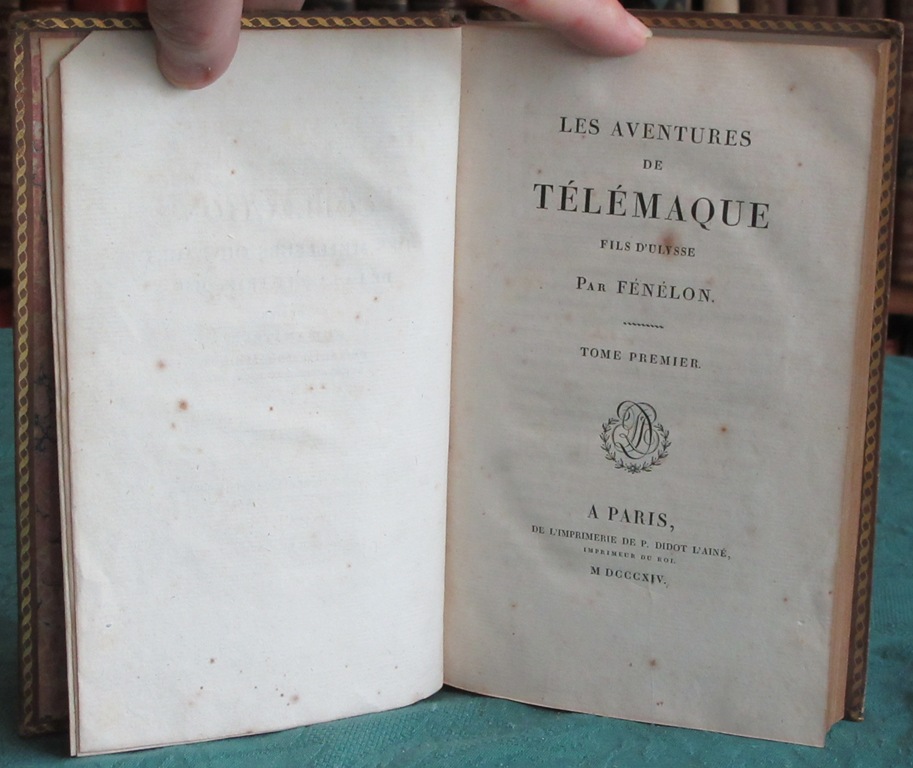 LES AVENTURES
DE
TÉLÉMAQUE
FILS D'ULYSSE
PAR FÉNÉLON.
TOME PREMIER.
A PARIS,
DE L'IMPRIMERIE DE P. DIDOT L'AINÉ,
IMPRIMEUR DU ROI.
M DCCCXIV.